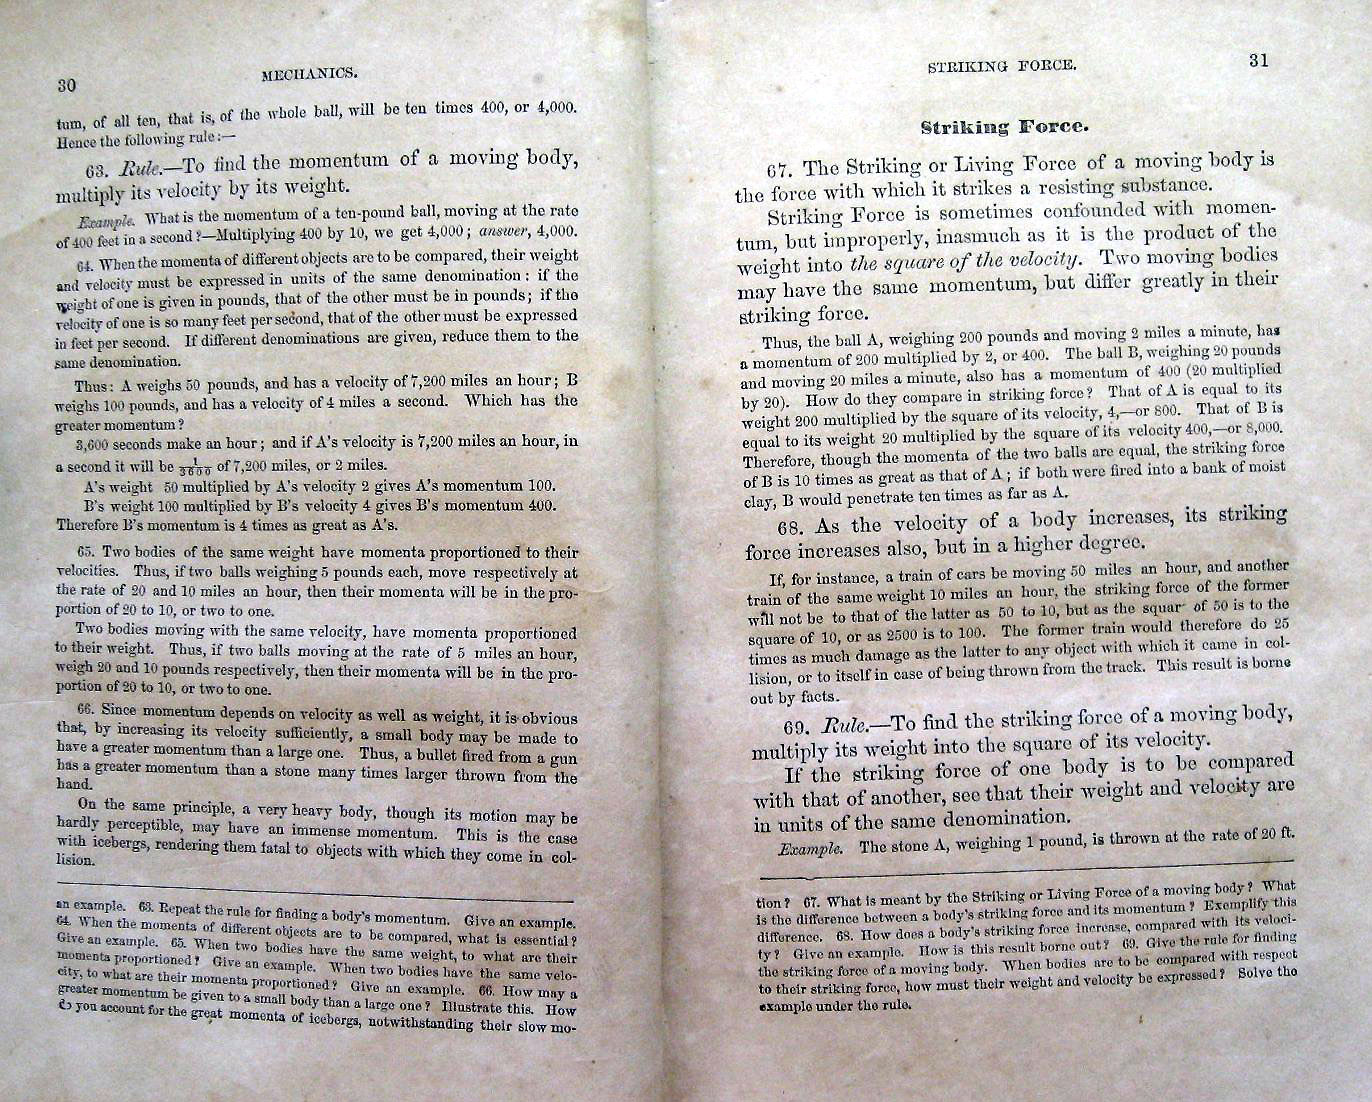 30
MECHANICS.
tum, of all ten, that is, of the whole ball, will be ten times 400, or 4,000.
Hence the following rule:—
63. Rule.—To find the momentum of a moving body,
multiply its velocity by its weight.
Example. What is the momentum of a ten-pound ball, moving at the rate
of 400 feet in a second?—Multiplying 400 by 10, we get 4,000; answer, 4,000.
64. When the momenta of different objects are to be compared, their weight
and velocity must be expressed in units of the same denomination: if the
weight of one is given in pounds, that of the other must be in pounds; if the
velocity of one is so many feet per second, that of the other must be expressed
in feet per second. If different denominations are given, reduce them to the
same denomination.
Thus: A weighs 50 pounds, and has a velocity of 7,200 miles an hour; B
weighs 100 pounds, and has a velocity of 4 miles a second. Which has the
greater momentum?
3,600 seconds make an hour; and if A's velocity is 7,200 miles an hour, in
a second it will be 1/3600 of 7,200 miles, or 2 miles.
A's weight 50 multiplied by A's velocity 2 gives A's momentum 100.
B's weight 100 multiplied by B's velocity 4 gives B's momentum 400.
Therefore B's momentum is 4 times as great as A's.
65. Two bodies of the same weight have momenta proportioned to their
velocities. Thus, if two balls weighing 5 pounds each, move respectively at
the rate of 20 and 10 miles an hour, then their momenta will be in the pro-
portion of 20 to 10, or two to one.
Two bodies moving with the same velocity, have momenta proportioned
to their weight. Thus, if two balls moving at the rate of 5 miles an hour,
weigh 20 and 10 pounds respectively, then their momenta will be in the pro-
portion of 20 to 10, or two to one.
66. Since momentum depends on velocity as well as weight, it is obvious
that, by increasing its velocity sufficiently, a small body may be made to
have a greater momentum than a large one. Thus, a bullet fired from a gun
has a greater momentum than a stone many times larger thrown from the
hand.
On the same principle, a very heavy body, though its motion may be
hardly perceptible, may have an immense momentum. This is the case
with icebergs, rendering them fatal to objects with which they come in col-
lision.
an example. 63. Repeat the rule for finding a body's momentum. Give an example.
64. When the momenta of different objects are to be compared, what is essential?
Give an example. 65. When two bodies have the same weight, to what are their
momenta proportioned? Give an example. When two bodies have the same velo-
city, to what are their momenta proportioned? Give an example. 66. How may a
greater momentum be given to a small body than a large one? Illustrate this. How
do you account for the great momenta of icebergs, notwithstanding their slow mo-
STRIKING FORCE.
31
Striking Force.
67. The Striking or Living Force of a moving body is
the force with which it strikes a resisting substance.
Striking Force is sometimes confounded with momen-
tum, but improperly, inasmuch as it is the product of the
weight into the square of the velocity. Two moving bodies
may have the same momentum, but differ greatly in their
striking force.
Thus, the ball A, weighing 200 pounds and moving 2 miles a minute, has
a momentum of 200 multiplied by 2, or 400. The ball B, weighing 20 pounds
and moving 20 miles a minute, also has a momentum of 400 (20 multiplied
by 20). How do they compare in striking force? That of A is equal to its
weight 200 multiplied by the square of its velocity, 4,—or 800. That of B is
equal to its weight 20 multiplied by the square of its velocity 400,—or 8,000.
Therefore, though the momenta of the two balls are equal, the striking force
of B is 10 times as great as that of A; if both were fired into a bank of moist
clay, B would penetrate ten times as far as A.
68. As the velocity of a body increases, its striking
force increases also, but in a higher degree.
If, for instance, a train of cars be moving 50 miles an hour, and another
train of the same weight 10 miles an hour, the striking force of the former
will not be to that of the latter as 50 to 10, but as the squar of 50 is to the
square of 10, or as 2500 is to 100. The former train would therefore do 25
times as much damage as the latter to any object with which it came in col-
lision, or to itself in case of being thrown from the track. This result is borne
out by facts.
69. Rule.—To find the striking force of a moving body,
multiply its weight into the square of its velocity.
If the striking force of one body is to be compared
with that of another, see that their weight and velocity are
in units of the same denomination.
Example. The stone A, weighing 1 pound, is thrown at the rate of 20 ft.
tion? 67. What is meant by the Striking or Living Force of a moving body? What
is the difference between a body's striking force and its momentum? Exemplify this
difference. 68. How does a body's striking force increase, compared with its veloci-
ty? Give an example. How is this result borne out? 69. Give the rule for finding
the striking force of a moving body. When bodies are to be compared with respect
to their striking force, how must their weight and velocity be expressed? Solve the
example under the rule.